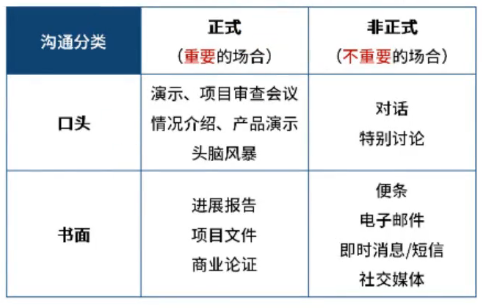 沟通分类
正式
（重要的场合）
非正式
（不重要的场合）
口头
演示、项目审查会议
情况介绍、产品演示
头脑风暴
对话
特别讨论
书面
进展报告
项目文件
商业论证
便条
电子邮件
即时消息/短信
社交媒体